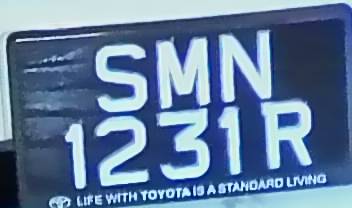 SMN
1231R
LIFE WITH TOYOTA IS A STANDARD LIVING